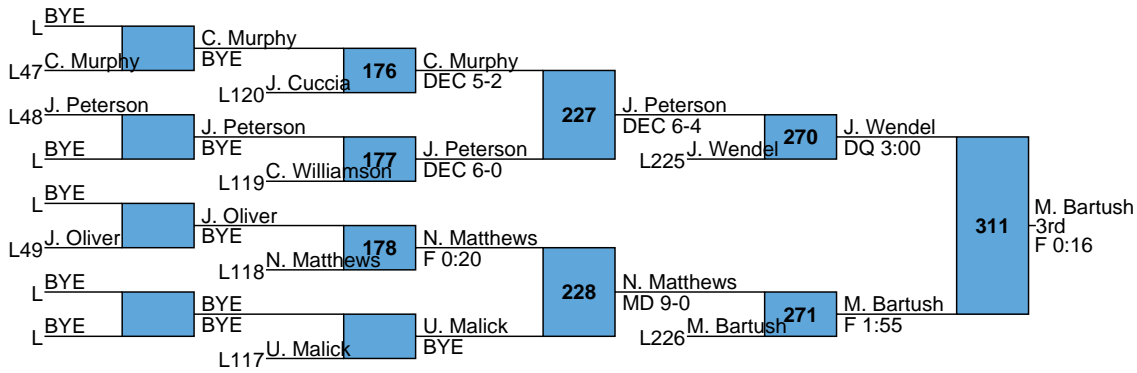 L BYE
L47 C. Murphy
C. Murphy
BYE
L120 J. Cuccia
176
C. Murphy
DEC 5-2
L48 J. Peterson
L BYE
J. Peterson
BYE
L119 C. Williamson
177
J. Peterson
DEC 6-0
227
J. Peterson
DEC 6-4
L225 J. Wendel
270
J. Wendel
DQ 3:00
L BYE
L49 J. Oliver
J. Oliver
BYE
L118 N. Matthews
178
N. Matthews
F 0:20
L BYE
L BYE
BYE
BYE
L117 U. Malick
U. Malick
BYE
228
N. Matthews
MD 9-0
L226 M. Bartush
271
M. Bartush
F 1:55
311
M. Bartush
3rd
F 0:16